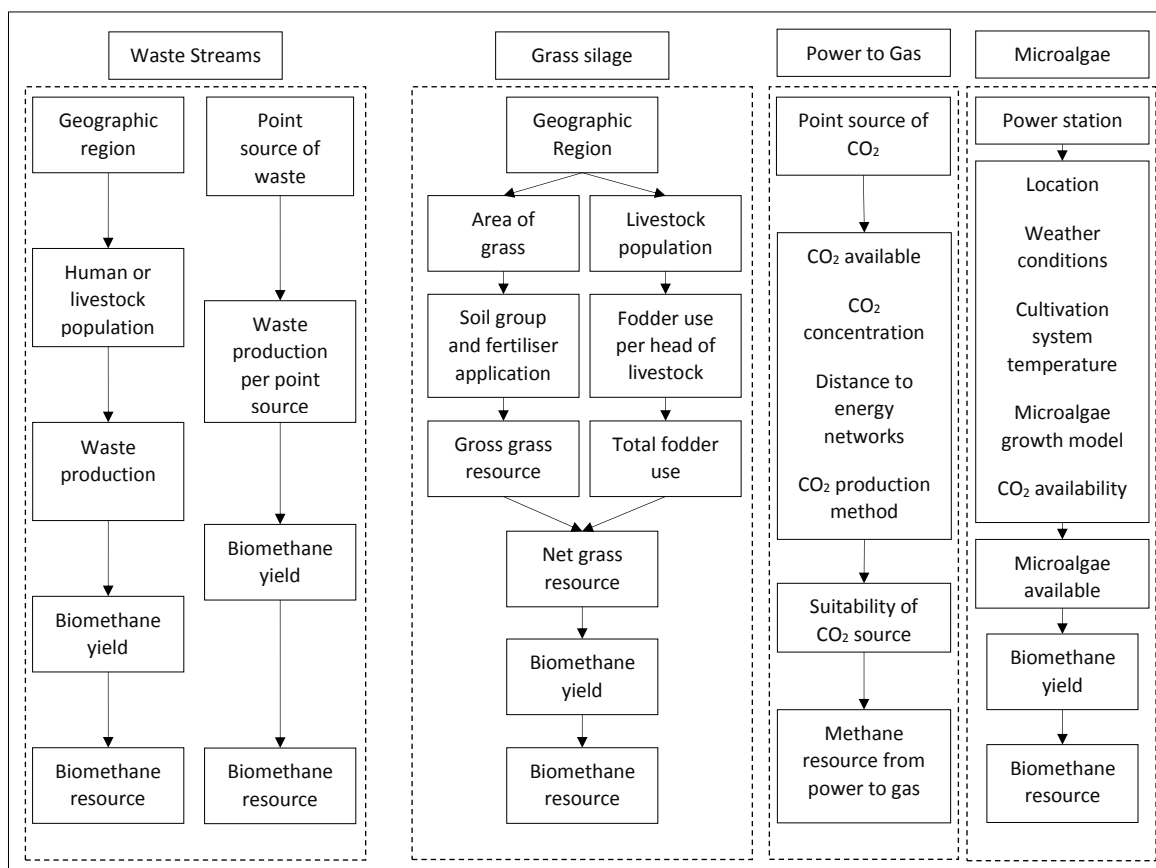 Waste Streams
Geographic
region
Human or
livestock
population
Waste
production
Biomethane
yield
Biomethane
resource
Point
source of
waste
Waste
production
per point
source
Biomethane
yield
Biomethane
resource
Grass silage
Geographic
Region
Area of
grass
Soil group
and fertiliser
application
Gross grass
resource
Livestock
population
Fodder use
per head of
livestock
Total fodder
use
Net grass
resource
Biomethane
yield
Biomethane
resource
Power to Gas
Point source of
CO₂
CO₂ available
CO₂
concentration
Distance to
energy
networks
CO₂ production
method
Suitability of
CO₂ source
Methane
resource from
power to gas
Microalgae
Power station
Location
Weather
conditions
Cultivation
system
temperature
Microalgae
growth model
CO₂ availability
Microalgae
available
Biomethane
yield
Biomethane
resource